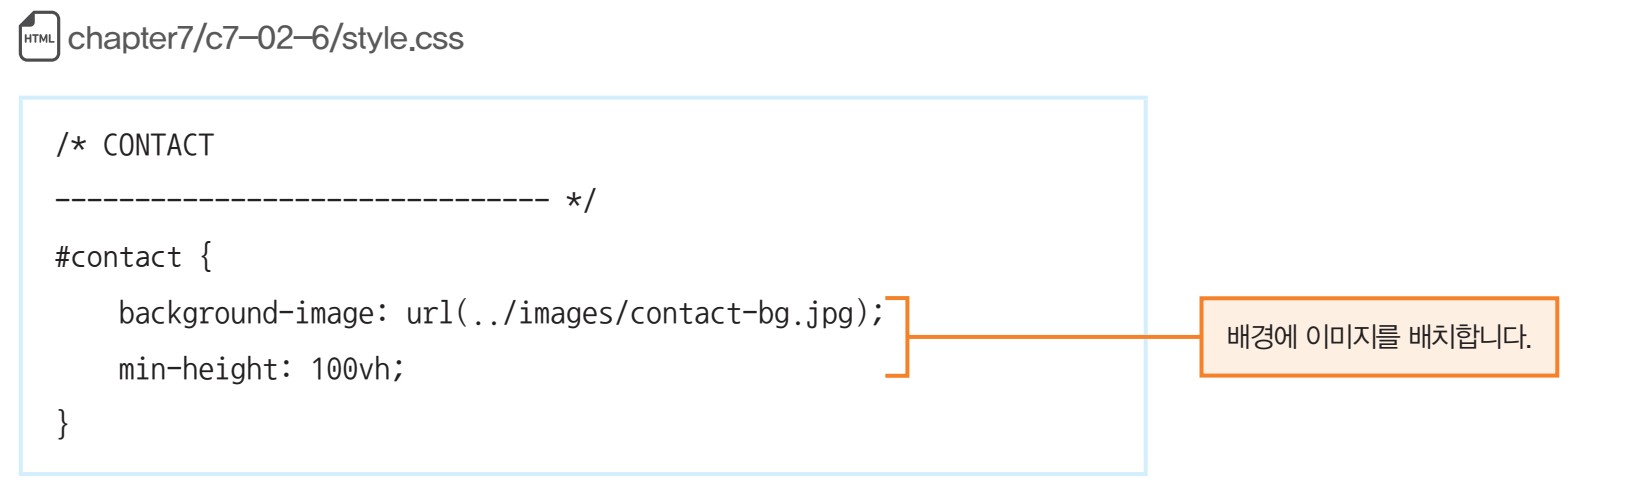 HTML chapter7/c7-02-6/style.css
/* CONTACT
------------------------------- */
#contact {
    background-image: url(../images/contact-bg.jpg);
    min-height: 100vh;
}
배경에 이미지를 배치합니다.